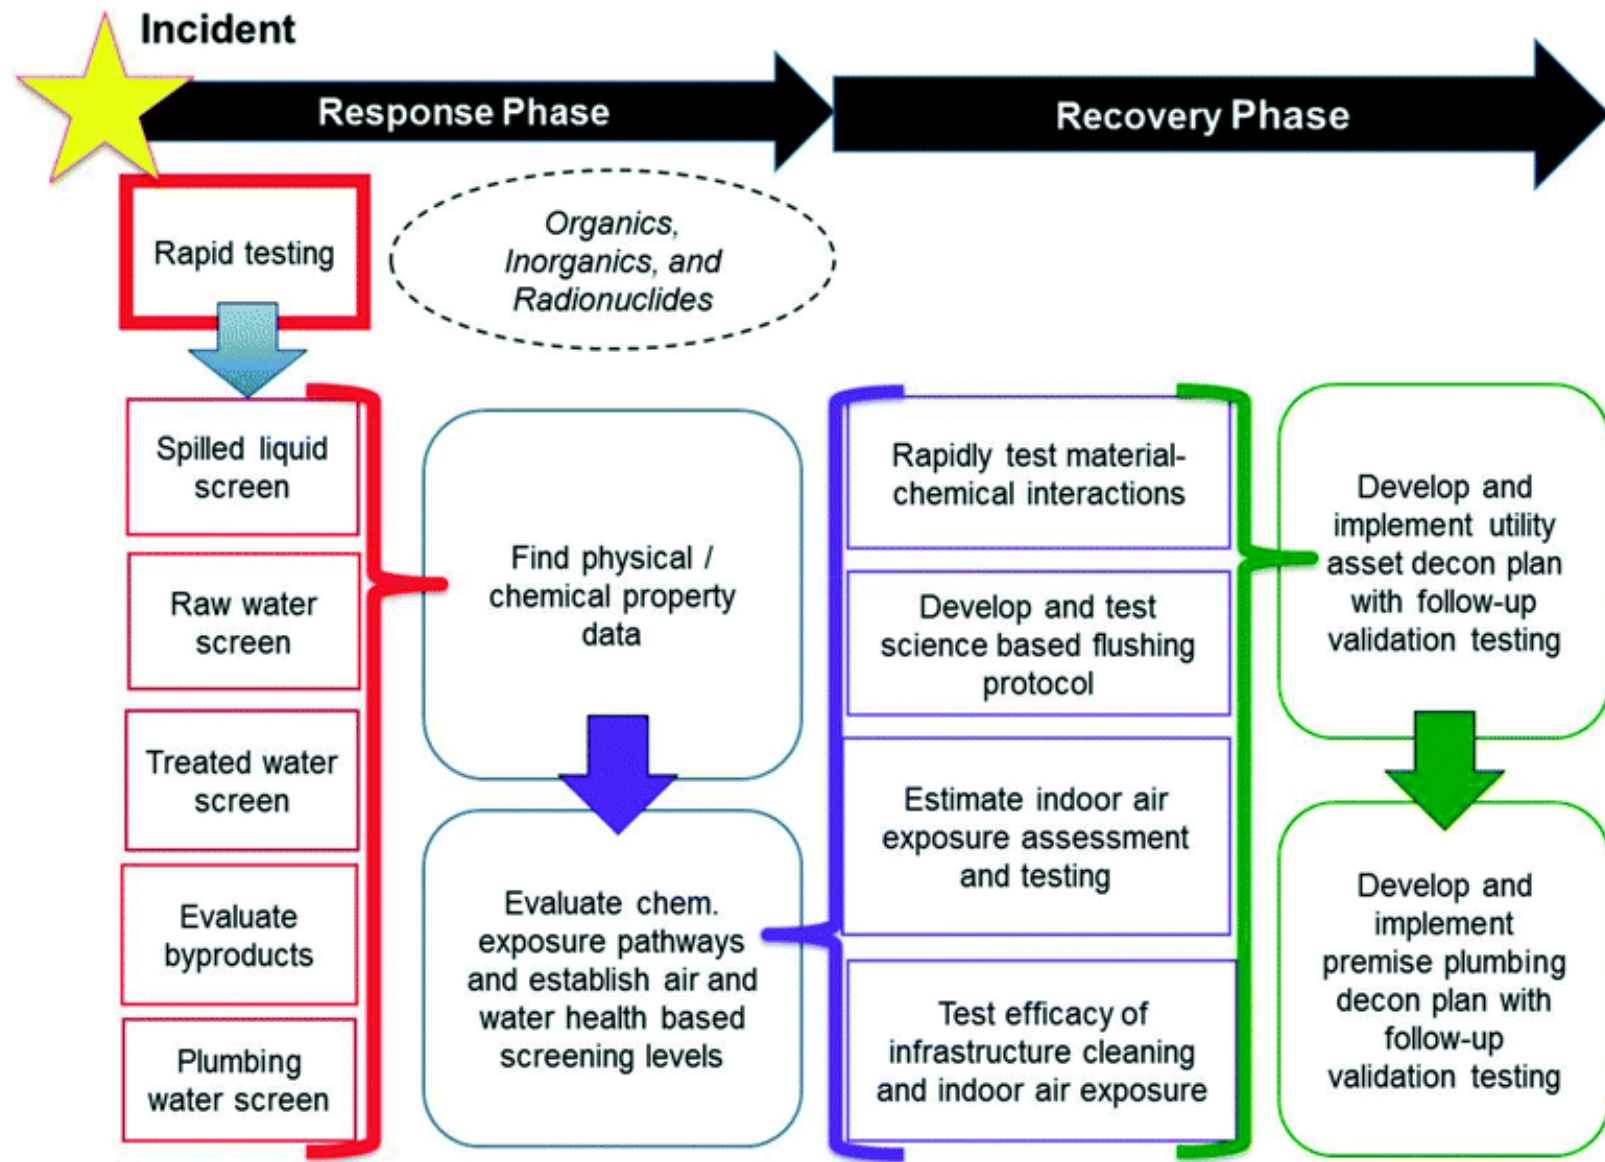 Incident
Response Phase
Recovery Phase
Rapid testing
Organics,
Inorganics, and
Radionuclides
Spilled liquid
screen
Raw water
screen
Treated water
screen
Evaluate
byproducts
Plumbing
water screen
Find physical /
chemical property
data
Evaluate chem.
exposure pathways
and establish air and
water health based
screening levels
Rapidly test material-
chemical interactions
Develop and test
science based flushing
protocol
Estimate indoor air
exposure assessment
and testing
Test efficacy of
infrastructure cleaning
and indoor air exposure
Develop and
implement utility
asset decon plan
with follow-up
validation testing
Develop and
implement
premise plumbing
decon plan with
follow-up
validation testing